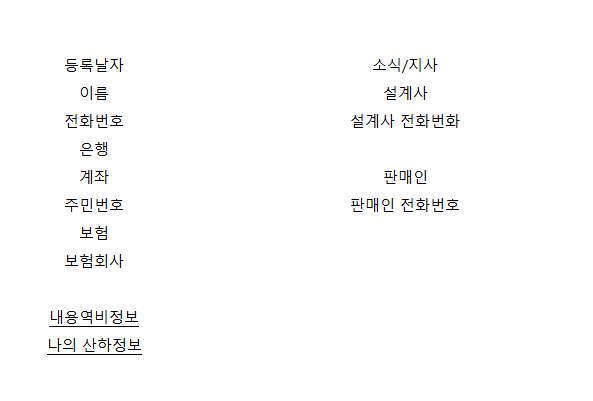 등록날자 소식/지사
이름 설계사
전화번호 설계사 전화번화
은행
계좌 판매인
주민번호 판매인 전화번호
보험
보험회사
내용역비정보
나의 산하정보